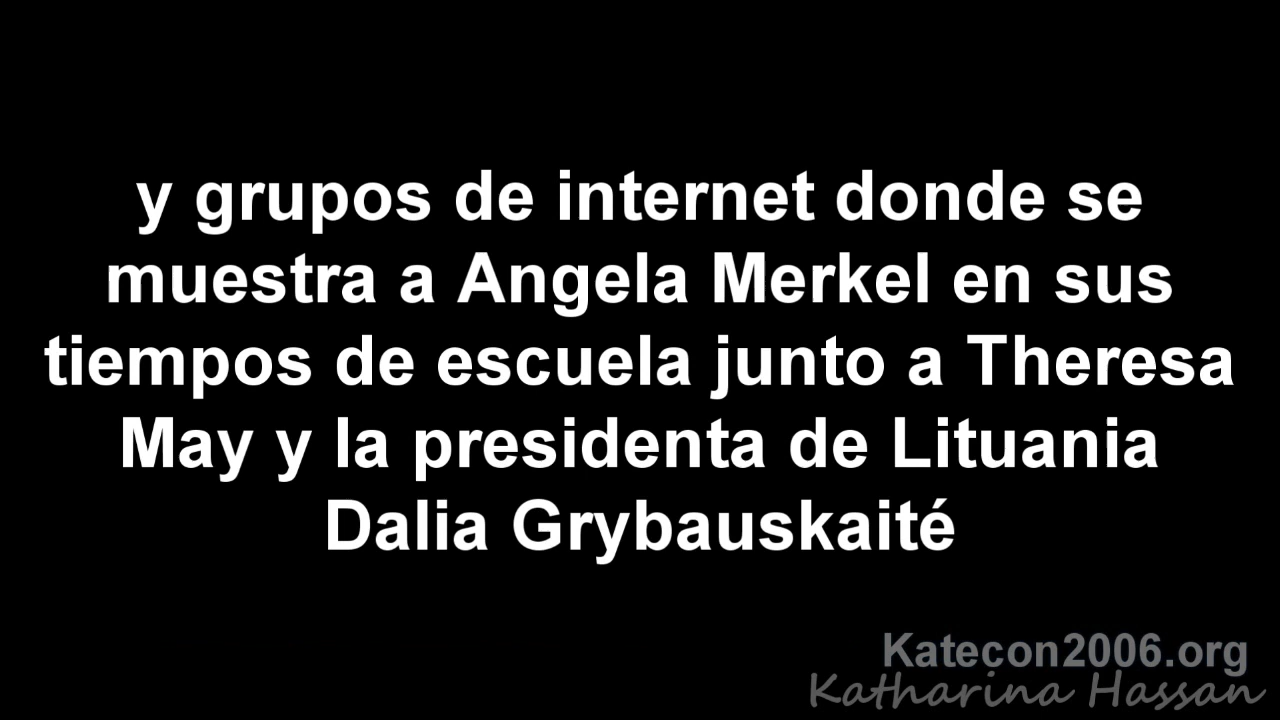 y grupos de internet donde se
muestra a Angela Merkel en sus
tiempos de escuela junto a Theresa
May y la presidenta de Lituania
Dalia Grybauskaité
Katecon2006.org
Katharina Hassan